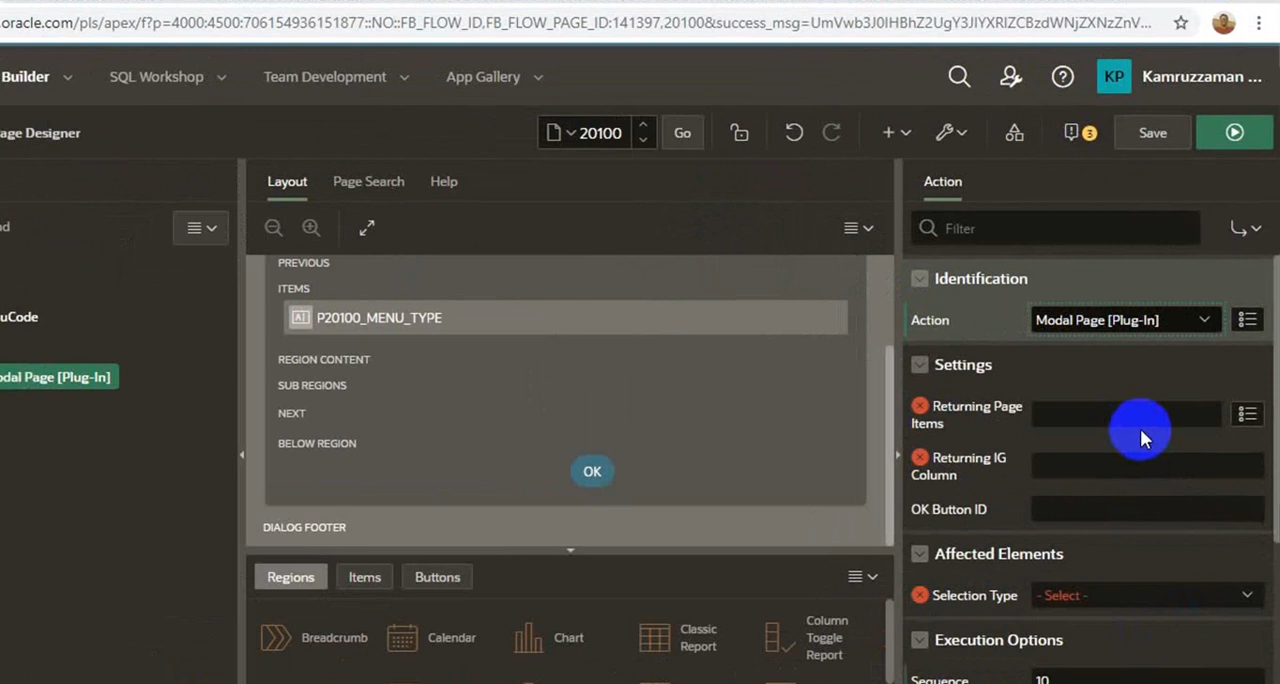 .oracle.com/pls/apex/f?p=4000:4500:706154936151877::NO::FB_FLOW_ID,FB_FLOW_PAGE_ID:141397,20100&success_msg=UmVwb3J0IHBhZ2UgY3JlYXRlZCBzdWNjZXNzZnV...
Builder SQL Workshop Team Development App Gallery KP Kamruzzaman ...
age Designer 20100 Go 3 Save
Layout Page Search Help Action
d
Filter
PREVIOUS
ITEMS
P20100_MENU_TYPE
REGION CONTENT
SUB REGIONS
NEXT
BELOW REGION
OK
DIALOG FOOTER
uCode
odal Page [Plug-In]
Identification
Action Modal Page [Plug-In]
Settings
Returning Page
Items
Returning IG
Column
OK Button ID
Affected Elements
Selection Type - Select -
Execution Options
Sequence 10
Regions Items Buttons
Breadcrumb Calendar Chart Classic
Report Column
Toggle
Report